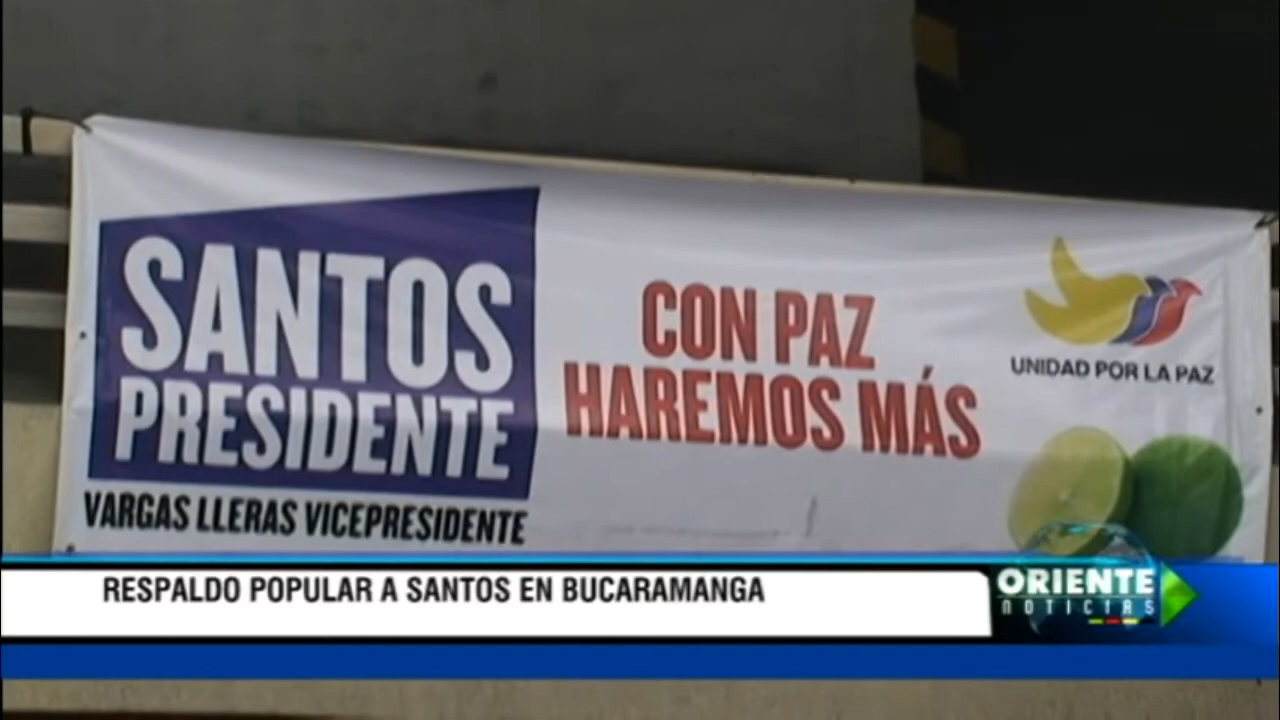 SANTOS
PRESIDENTE
VARGAS LLERAS VICEPRESIDENTE
CON PAZ
HAREMOS MÁS
UNIDAD POR LA PAZ
RESPALDO POPULAR A SANTOS EN BUCARAMANGA
ORIENTE
NOTICIAS